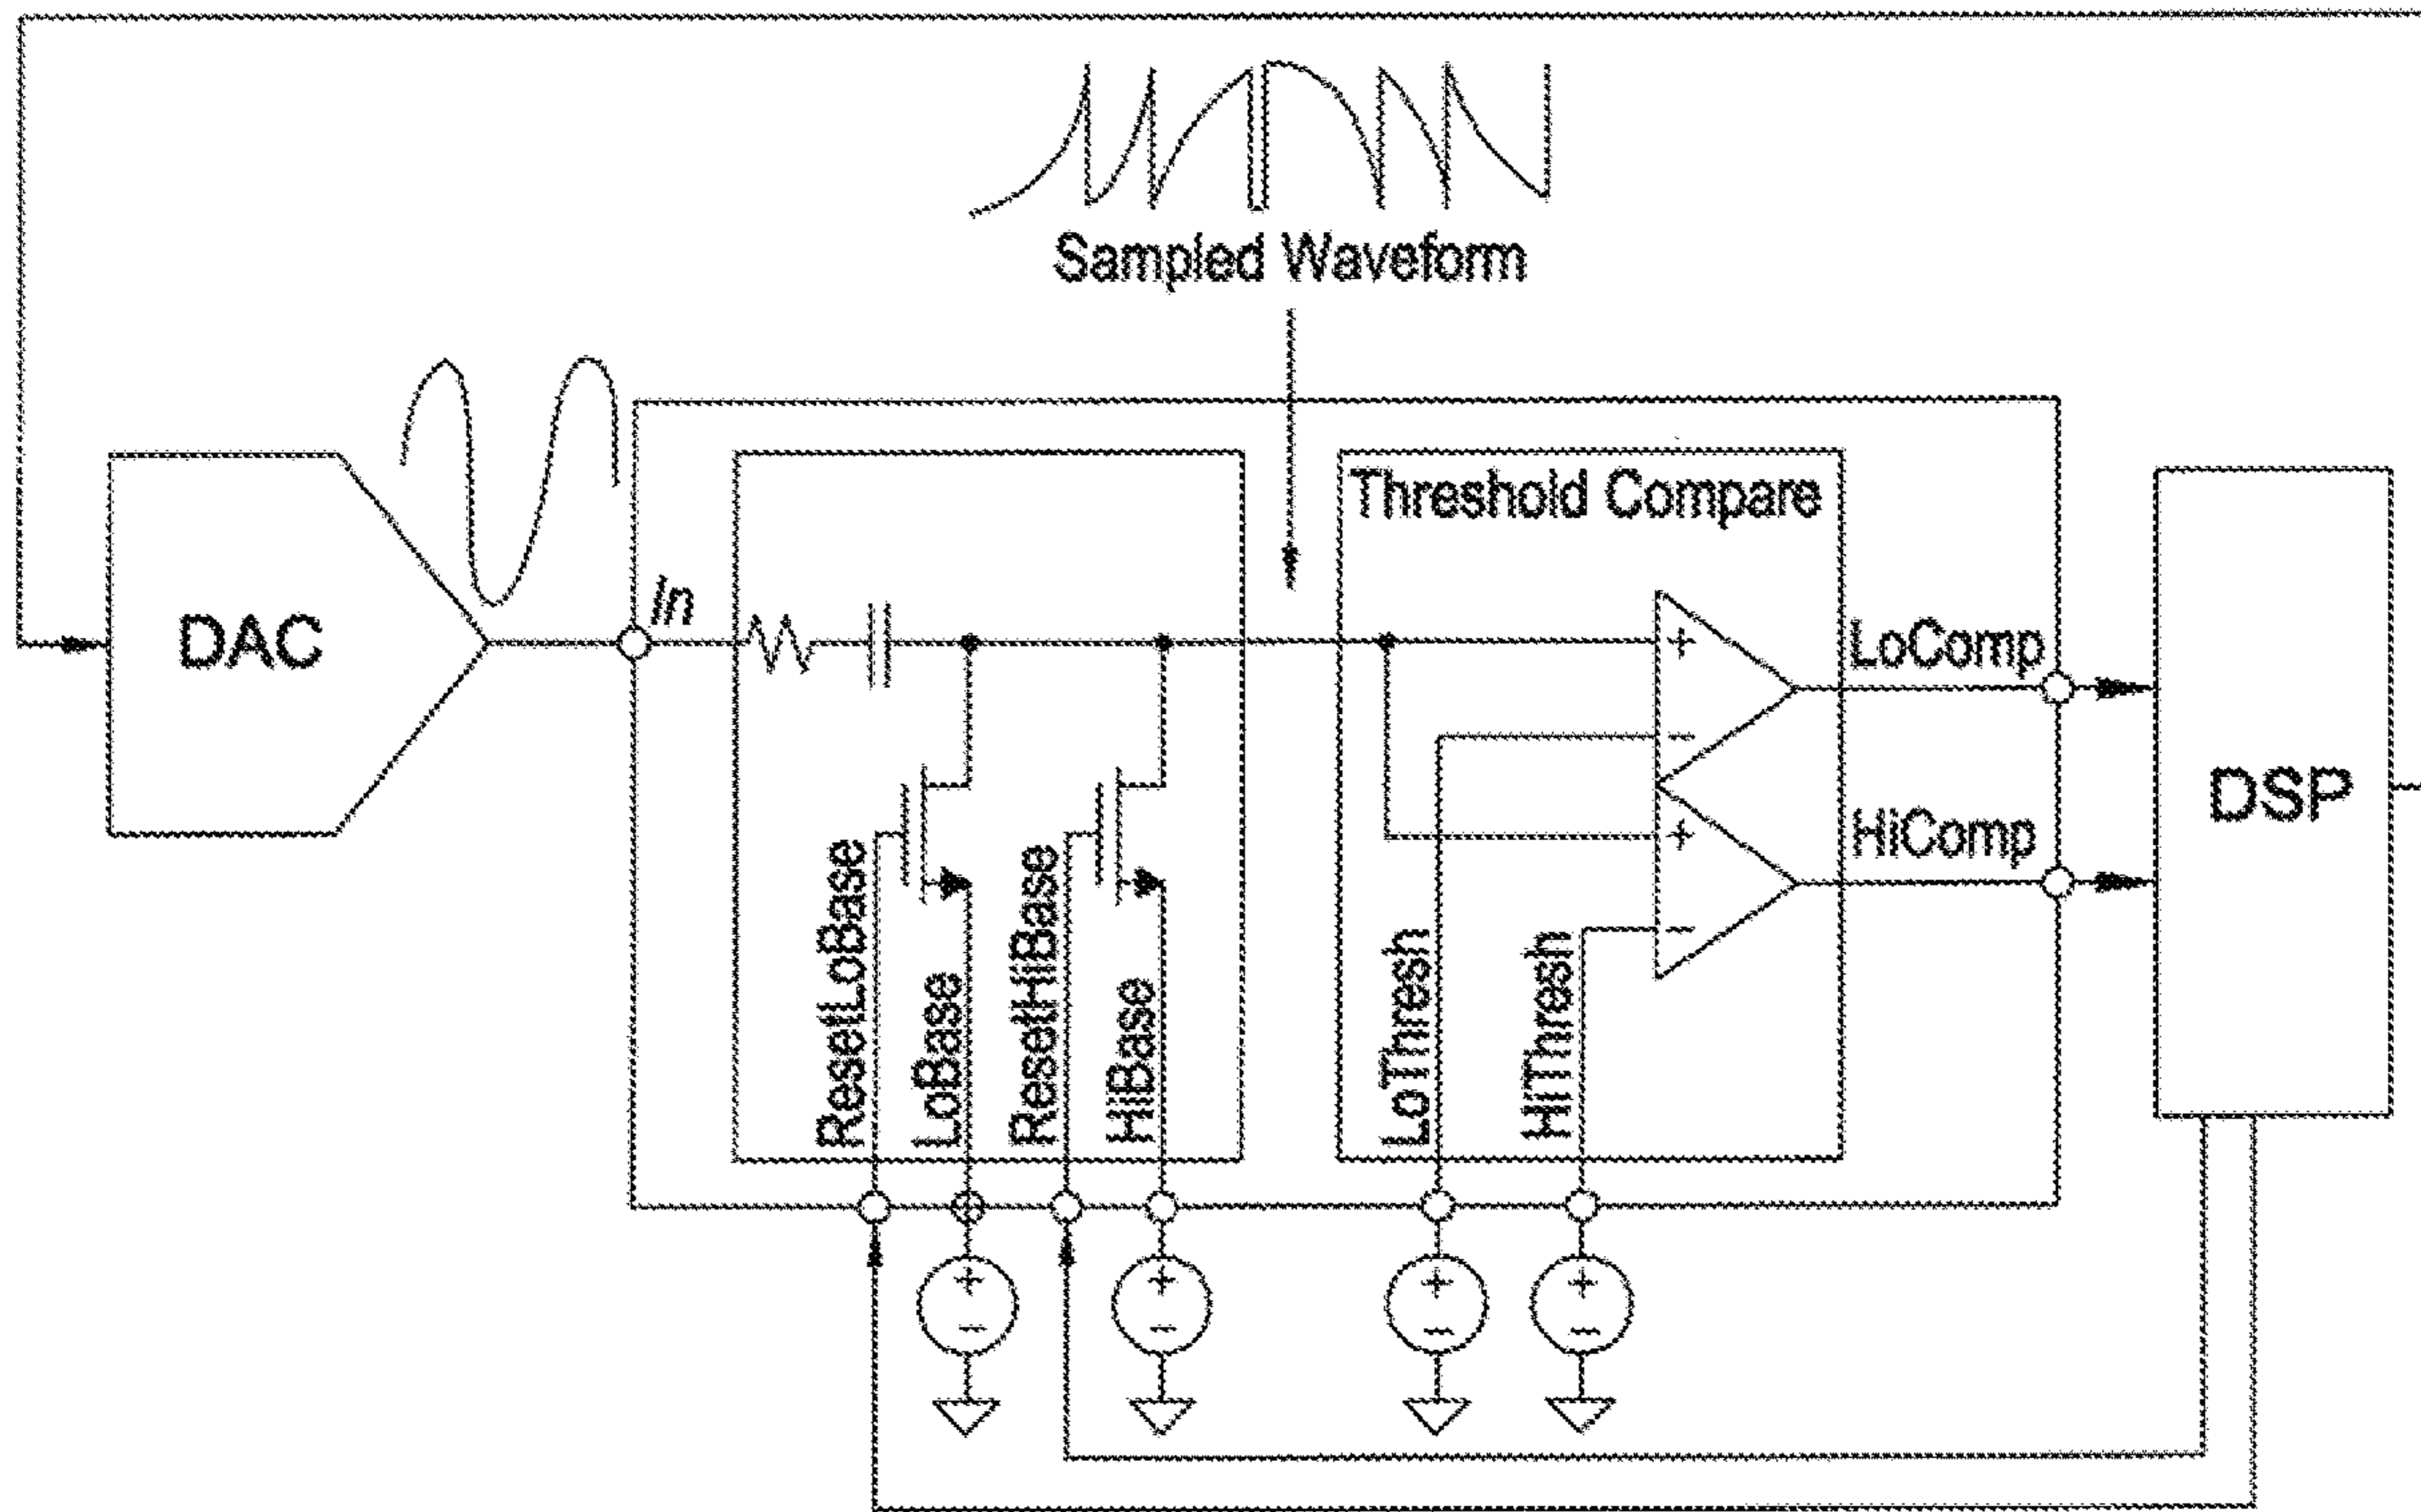 Sampled Waveform
Threshold Compare
In
DAC
+
LoComp
−
DSP
+
HiComp
−
ResetLoBase
LoBase
ResetHiBase
HiBase
LoThresh
HiThresh
+ + + +
− − − −